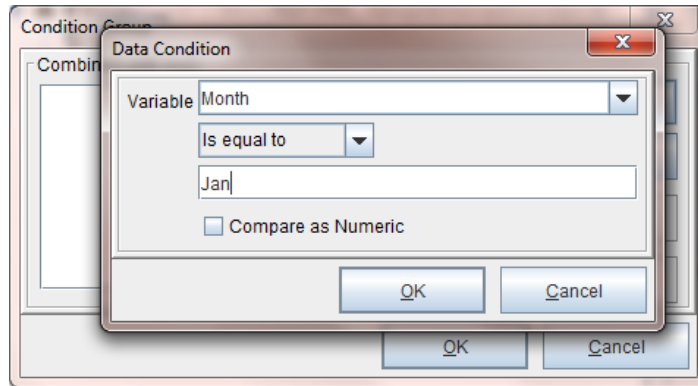 Condition Group
Combin
Data Condition
Variable Month
Is equal to
Jan
Compare as Numeric
OK Cancel
OK Cancel